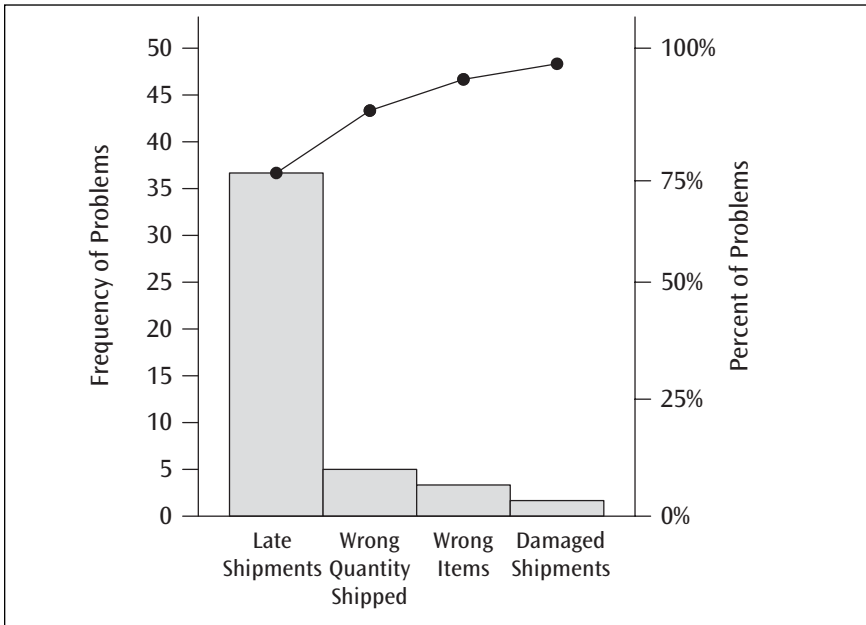 Frequency of Problems
50
45
40
35
30
25
20
15
10
5
0
100%
75%
50%
25%
0%
Percent of Problems
Late
Shipments
Wrong
Quantity
Shipped
Wrong
Items
Damaged
Shipments